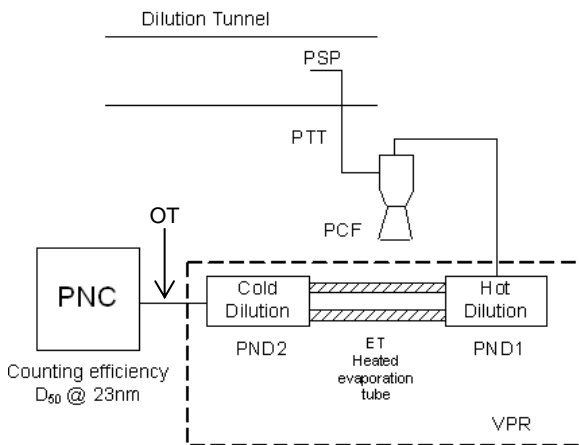 Dilution Tunnel
PSP
PTT
PCF
OT
PNC
Cold
Dilution
Hot
Dilution
PND2
ET
Heated
evaporation
tube
PND1
Counting efficiency
D₅₀ @ 23nm
VPR